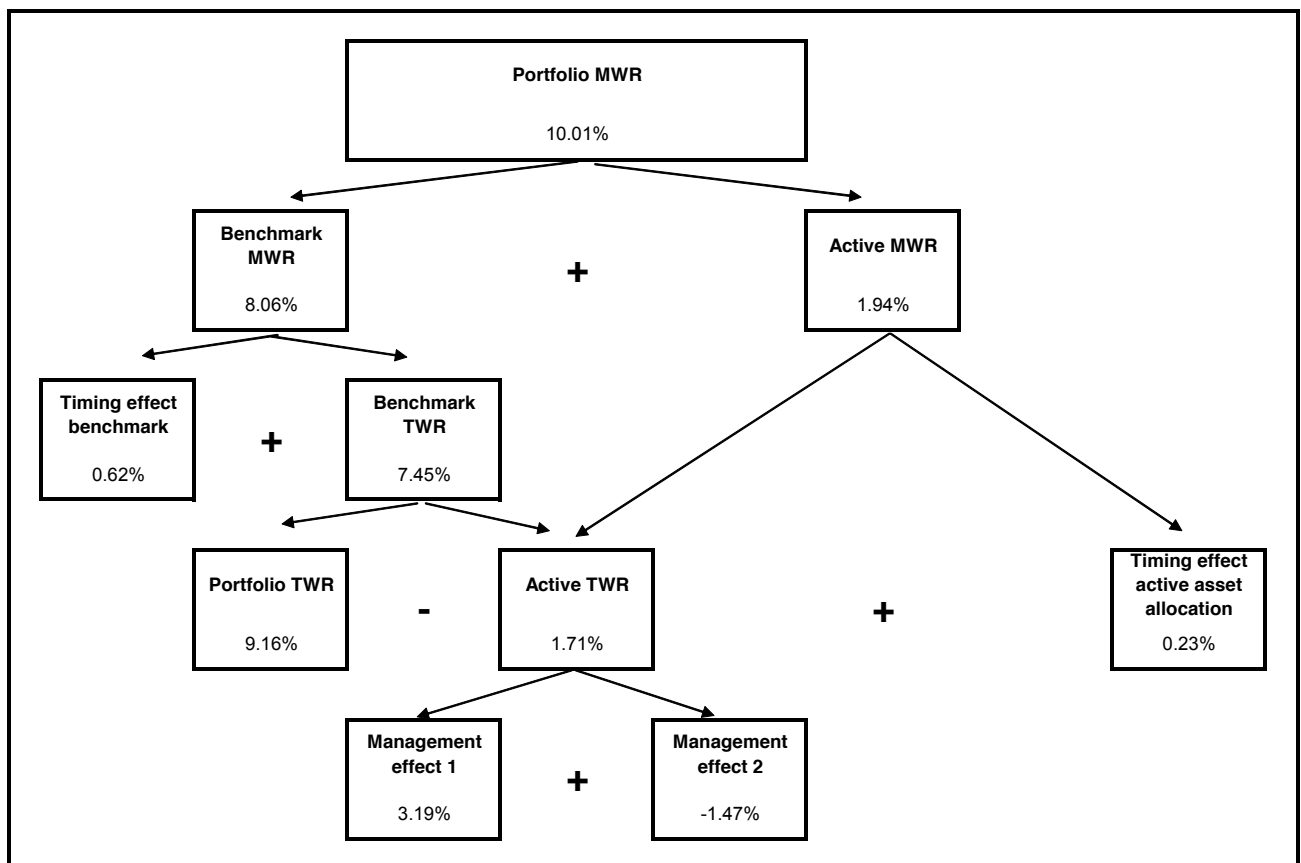 Portfolio MWR
10.01%
Benchmark
MWR
8.06%
+
Active MWR
1.94%
Timing effect
benchmark
0.62%
+
Benchmark
TWR
7.45%
Portfolio TWR
9.16%
-
Active TWR
1.71%
+
Timing effect
active asset
allocation
0.23%
Management
effect 1
3.19%
+
Management
effect 2
-1.47%